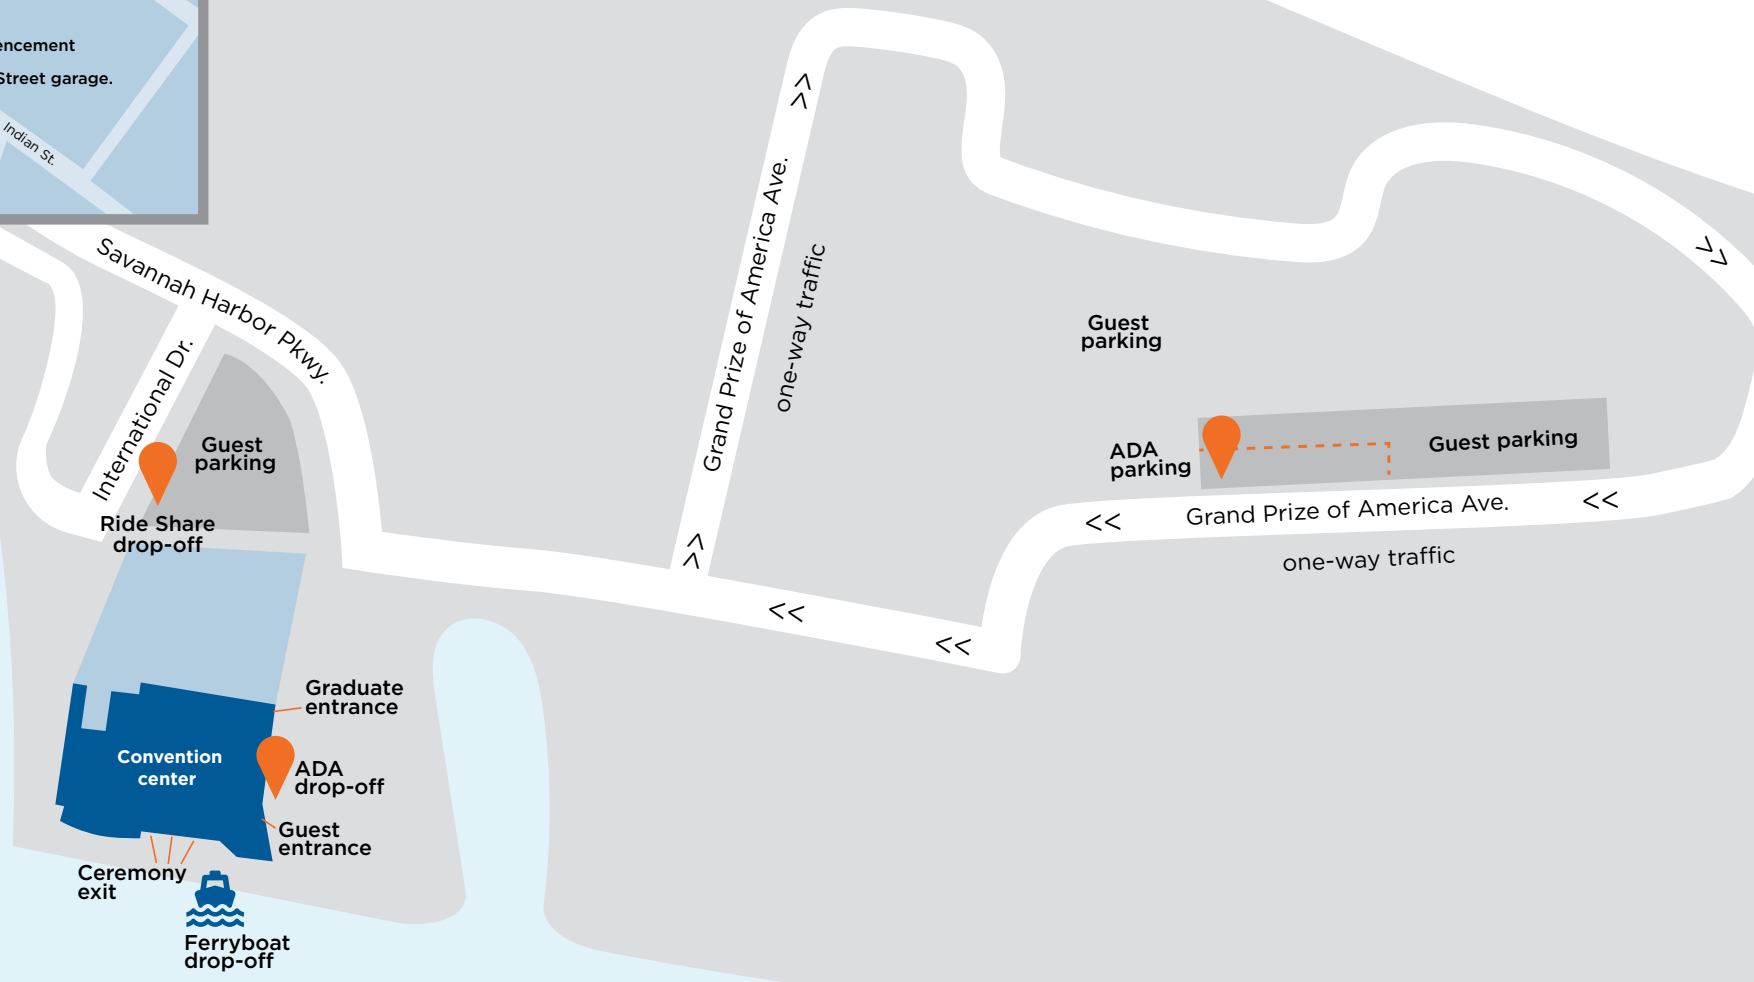 encement
Street garage.
Indian St.
Savannah Harbor Pkwy.
International Dr.
Guest
parking
Ride Share
drop-off
>>
Grand Prize of America Ave.
one-way traffic
>>
>>
Guest
parking
ADA
parking
Guest parking
<< Grand Prize of America Ave. <<
one-way traffic
<<
<<
Graduate
entrance
Convention
center
ADA
drop-off
Guest
entrance
Ceremony
exit
Ferryboat
drop-off